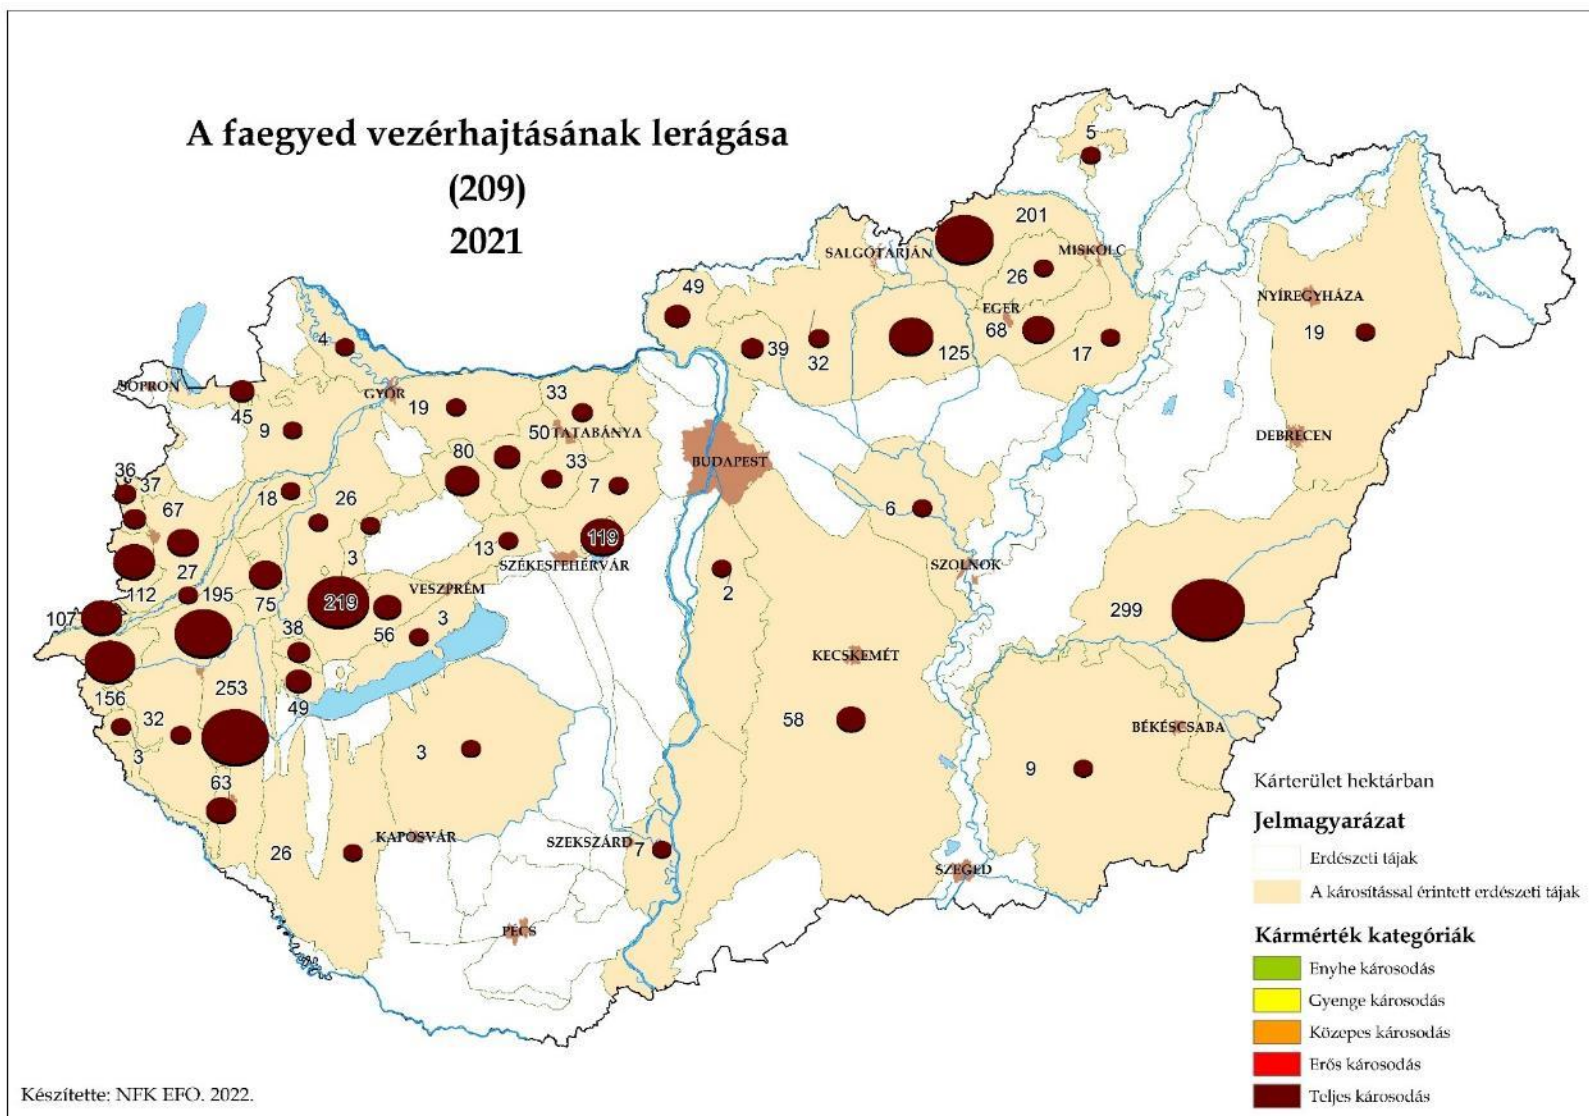 A faegyed vezérhajtásának lerágása
(209)
2021
5
201
SALGÓTARJÁN
MISKOLC
26
49
EGER
NYÍREGYHÁZA
68
19
4
39
32
125
17
SOPRON
GYŐR
33
45
19
9
50
TATABÁNYA
DEBRECEN
80
BUDAPEST
36
37
33
18
26
7
67
6
3
13
119
SZÉKESFEHÉRVÁR
SZOLNOK
27
112
195
75
219
VESZPRÉM
2
107
56
3
299
38
KECSKEMÉT
156
253
49
32
58
BÉKÉSCSABA
3
3
9
63
KAPOSVÁR
SZEKSZÁRD
7
26
SZEGED
PÉCS
Kárterület hektárban
Jelmagyarázat
Erdészeti tájak
A károsítással érintett erdészeti tájak
Kármérték kategóriák
Enyhe károsodás
Gyenge károsodás
Közepes károsodás
Erős károsodás
Teljes károsodás
Készítette: NFK EFO. 2022.